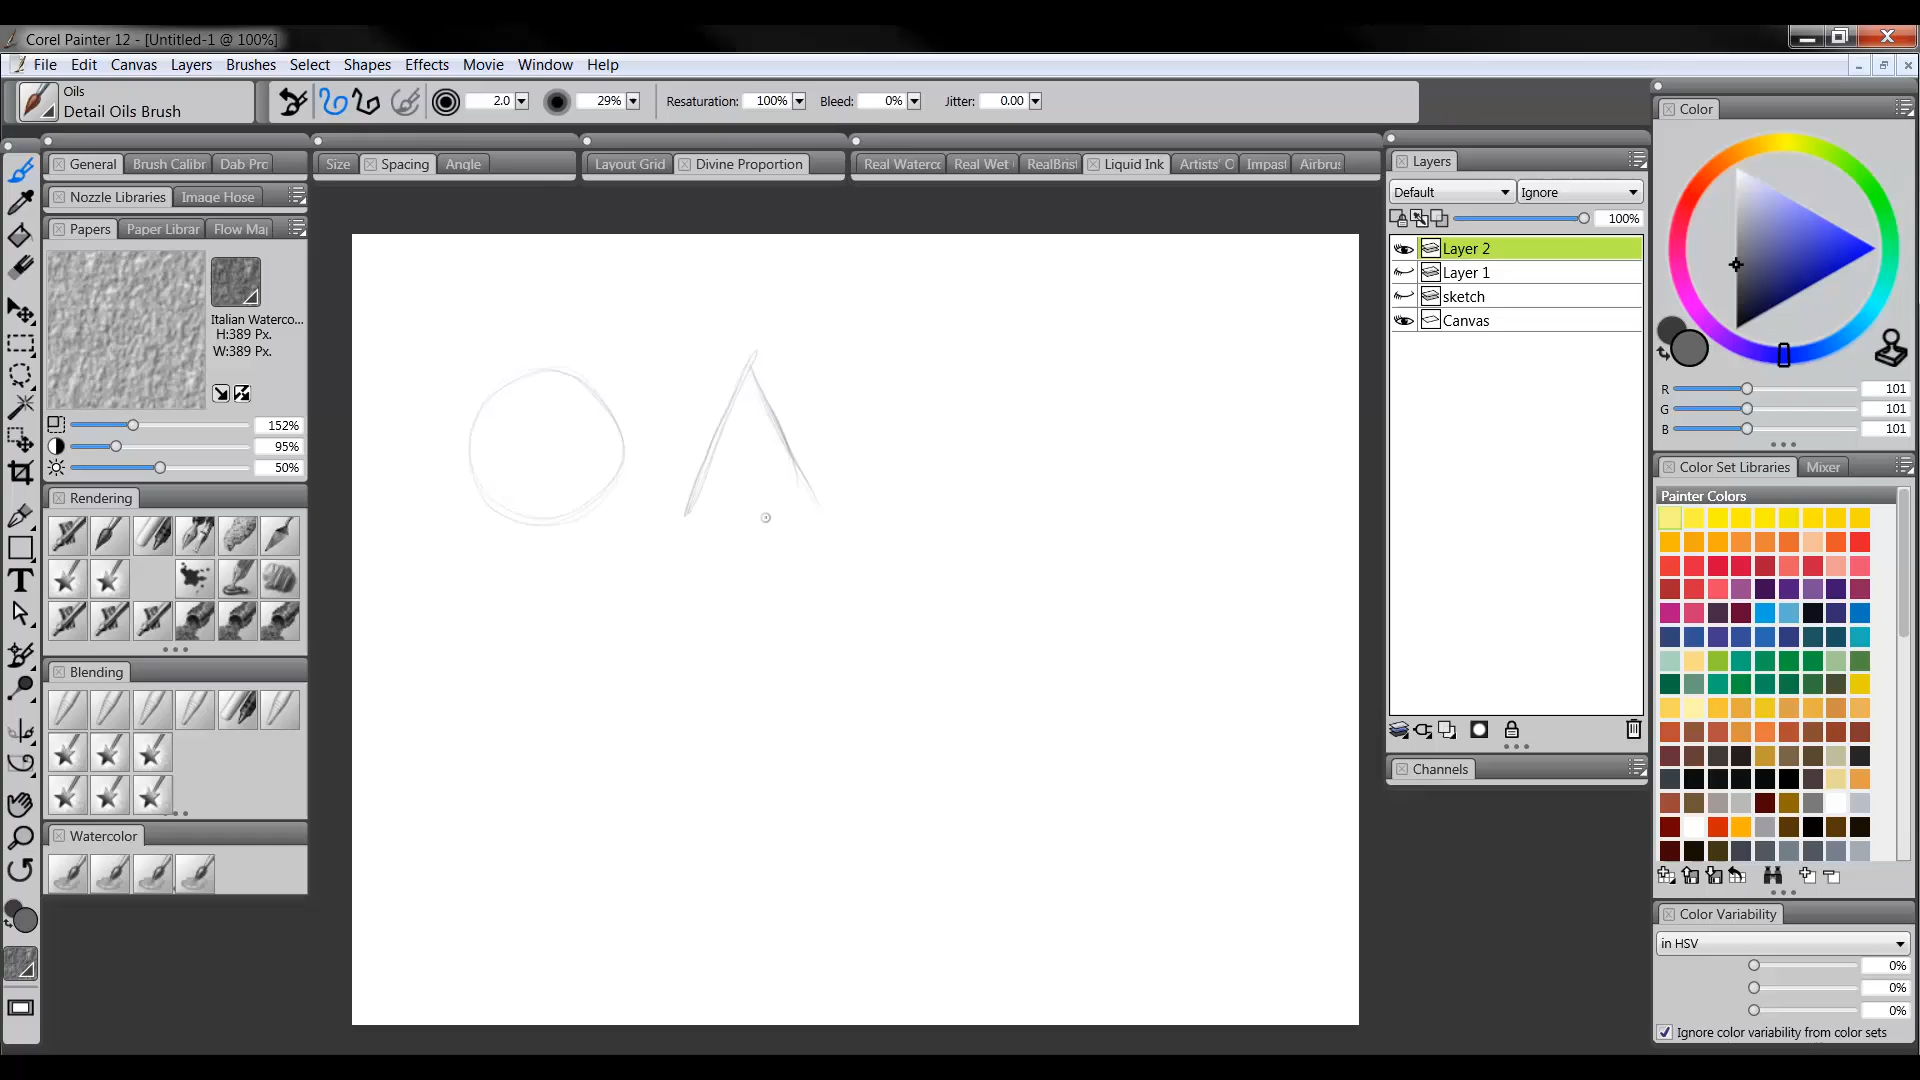 Corel Painter 12 - [Untitled-1 @ 100%]
File Edit Canvas Layers Brushes Select Shapes Effects Movie Window Help
Oils
Detail Oils Brush
2.0 29% Resaturation: 100% Bleed: 0% Jitter: 0.00
General Brush Calibr Dab Pro
Size Spacing Angle
Layout Grid Divine Proportion
Real Waterco Real Wet RealBris Liquid Ink Artists' O Impast Airbrus
Nozzle Libraries Image Hose
Papers Paper Librar Flow Ma
Italian Waterco...
H:389 Px.
W:389 Px.
152%
95%
50%
Rendering
Blending
Watercolor
T
Layers
Default Ignore
100%
Layer 2
Layer 1
sketch
Canvas
Channels
Color
R 101
G 101
B 101
Color Set Libraries Mixer
Painter Colors
Color Variability
in HSV
0%
0%
0%
Ignore color variability from color sets